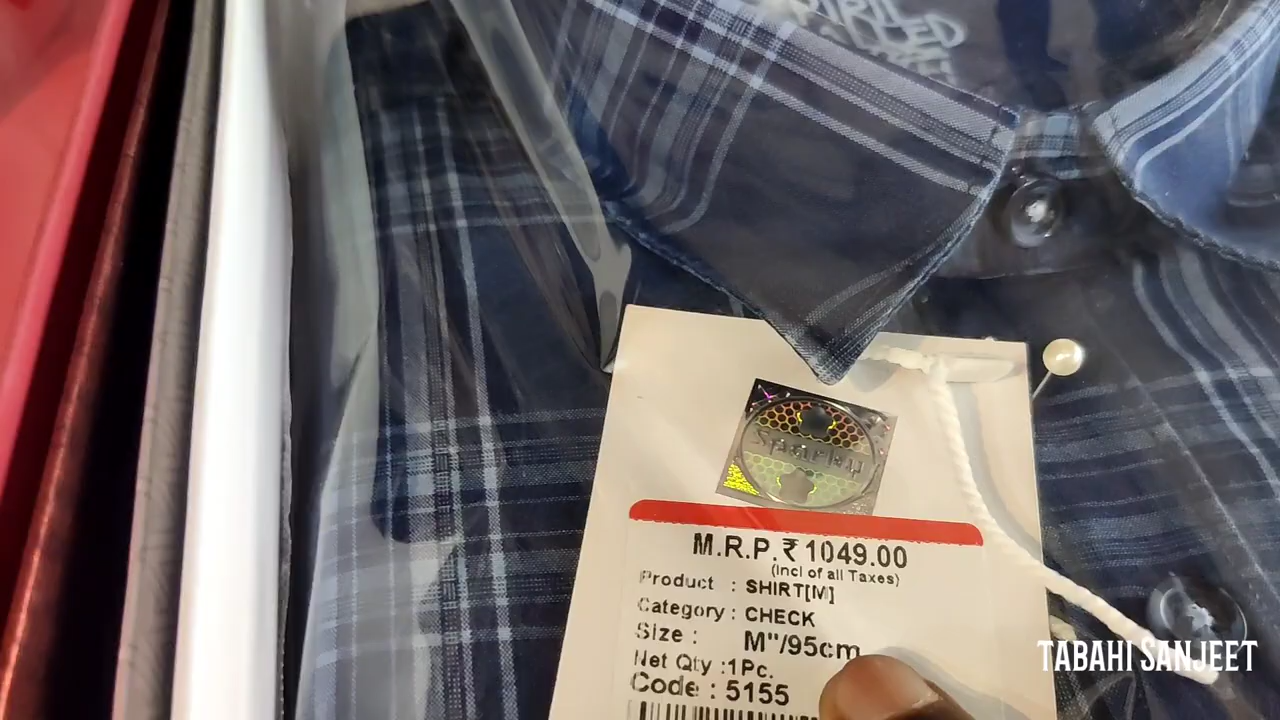 Sparky
M.R.P.₹ 1049.00
(Incl of all Taxes)
Product : SHIRT[M]
Category : CHECK
Size : M"/95cm
Net Qty :1Pc.
Code : 5155
TABAHI SANJEET